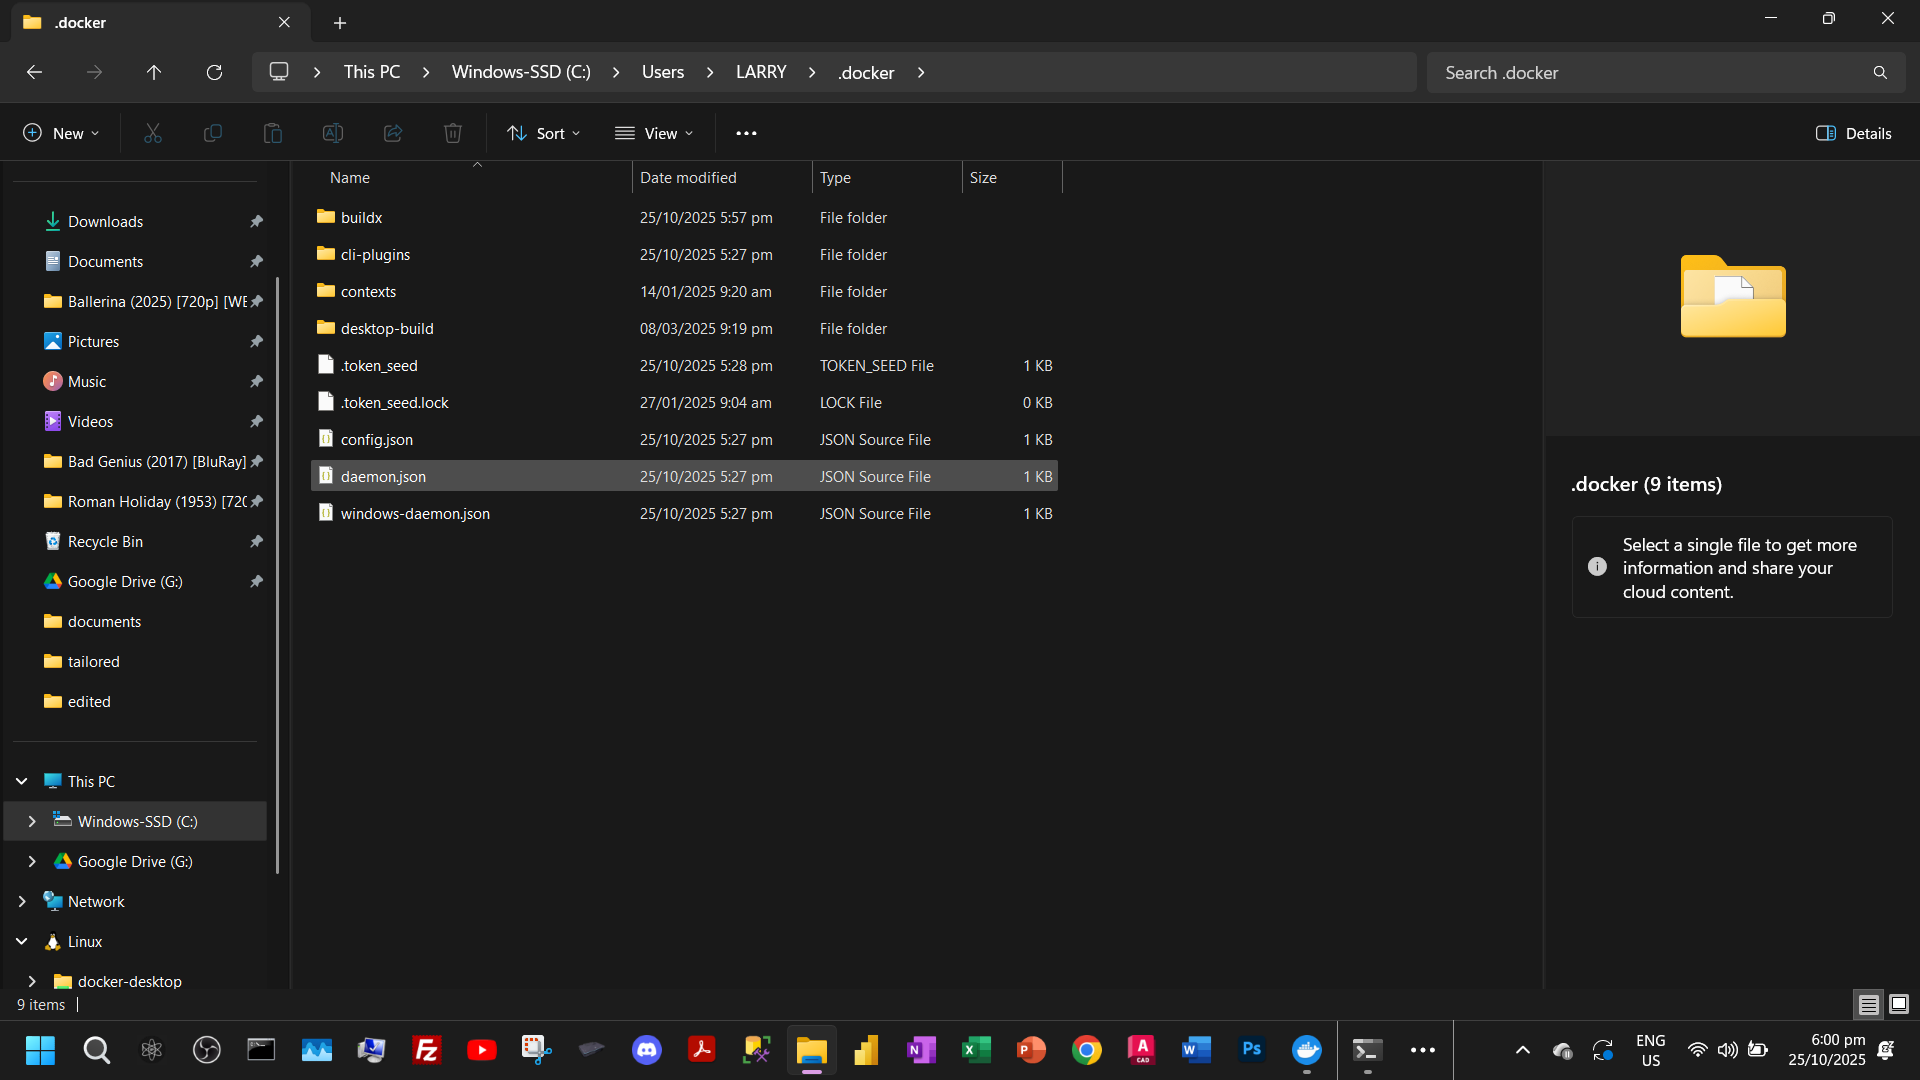 .docker
This PC
Windows-SSD (C:)
Users
LARRY
.docker
Search .docker
New
Sort
View
Details
Name
Date modified
Type
Size
Downloads
Documents
Ballerina (2025) [720p] [WE
Pictures
Music
Videos
Bad Genius (2017) [BluRay]
Roman Holiday (1953) [720
Recycle Bin
Google Drive (G:)
documents
tailored
edited
This PC
Windows-SSD (C:)
Google Drive (G:)
Network
Linux
docker-desktop
buildx 25/10/2025 5:57 pm File folder
cli-plugins 25/10/2025 5:27 pm File folder
contexts 14/01/2025 9:20 am File folder
desktop-build 08/03/2025 9:19 pm File folder
.token_seed 25/10/2025 5:28 pm TOKEN_SEED File 1 KB
.token_seed.lock 27/01/2025 9:04 am LOCK File 0 KB
config.json 25/10/2025 5:27 pm JSON Source File 1 KB
daemon.json 25/10/2025 5:27 pm JSON Source File 1 KB
windows-daemon.json 25/10/2025 5:27 pm JSON Source File 1 KB
.docker (9 items)
Select a single file to get more
information and share your
cloud content.
9 items
ENG
US
6:00 pm
25/10/2025